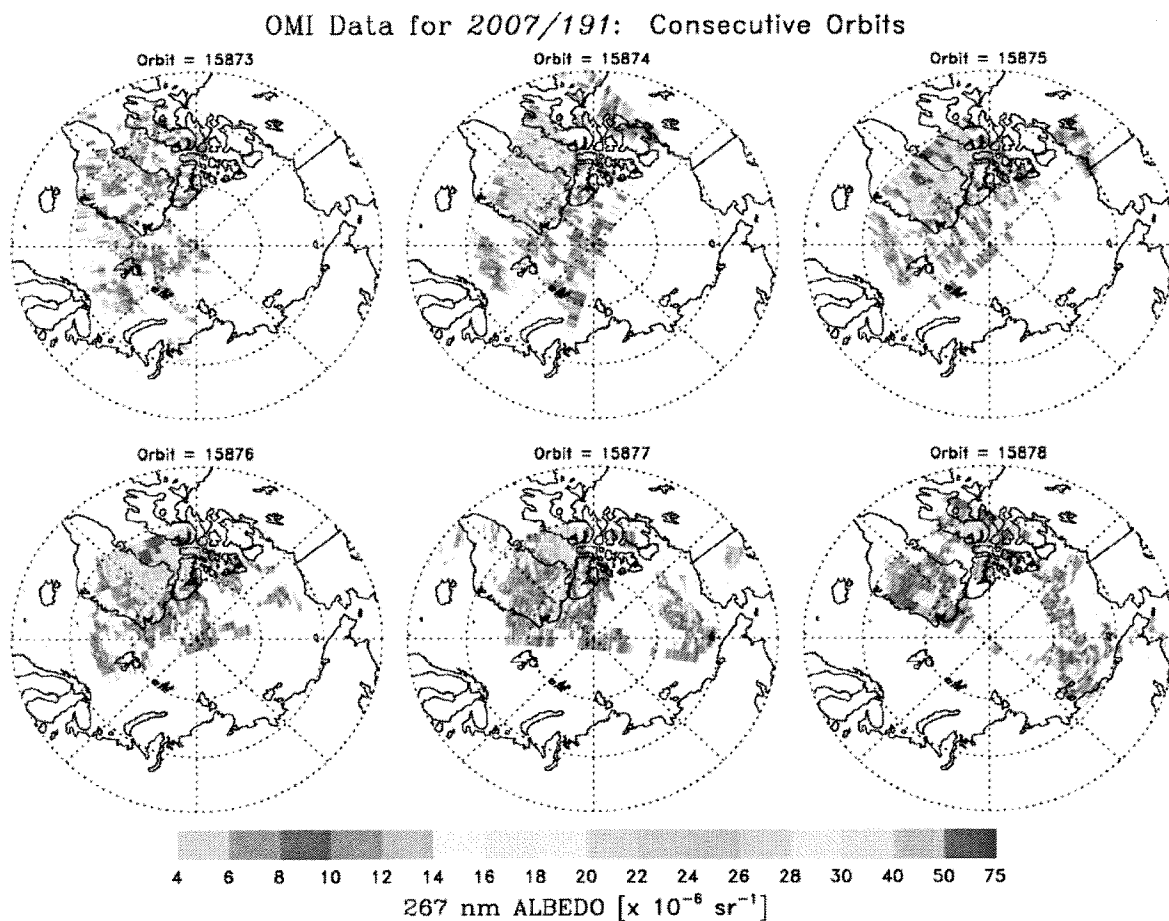 OMI Data for 2007/191: Consecutive Orbits
Orbit = 15873
Orbit = 15874
Orbit = 15875
Orbit = 15876
Orbit = 15877
Orbit = 15878
4 6 8 10 12 14 16 18 20 22 24 26 28 30 40 50 75
267 nm ALBEDO [x 10⁻⁶ sr⁻¹]